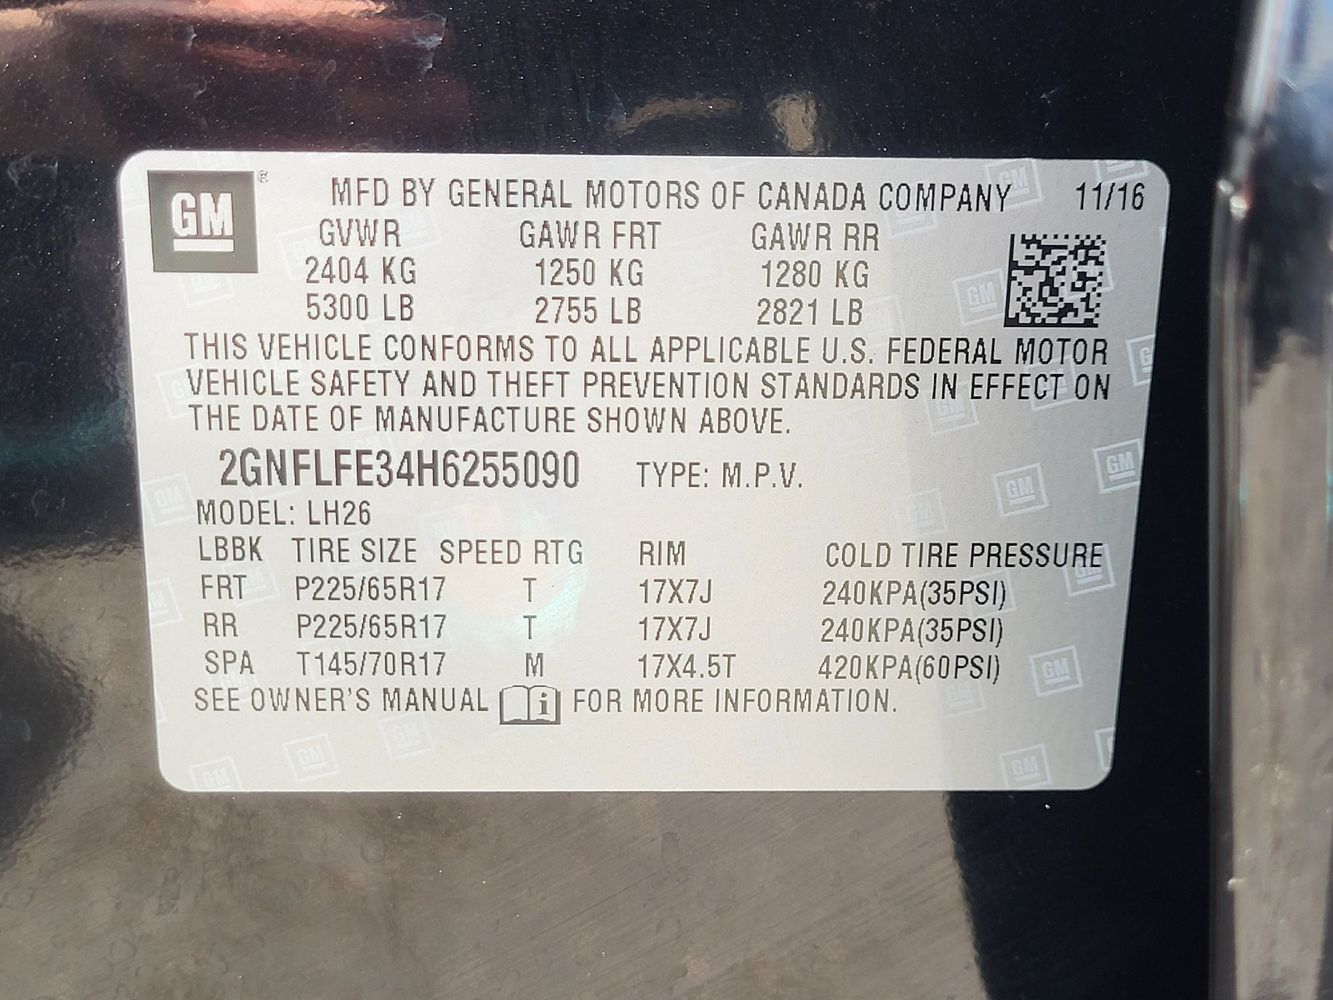 GM ® MFD BY GENERAL MOTORS OF CANADA COMPANY 11/16
GVWR GAWR FRT GAWR RR
2404 KG 1250 KG 1280 KG
5300 LB 2755 LB 2821 LB
THIS VEHICLE CONFORMS TO ALL APPLICABLE U.S. FEDERAL MOTOR
VEHICLE SAFETY AND THEFT PREVENTION STANDARDS IN EFFECT ON
THE DATE OF MANUFACTURE SHOWN ABOVE.
2GNFLFE34H6255090 TYPE: M.P.V.
MODEL: LH26
LBBK TIRE SIZE SPEED RTG RIM COLD TIRE PRESSURE
FRT P225/65R17 T 17X7J 240KPA(35PSI)
RR P225/65R17 T 17X7J 240KPA(35PSI)
SPA T145/70R17 M 17X4.5T 420KPA(60PSI)
SEE OWNER'S MANUAL i FOR MORE INFORMATION.